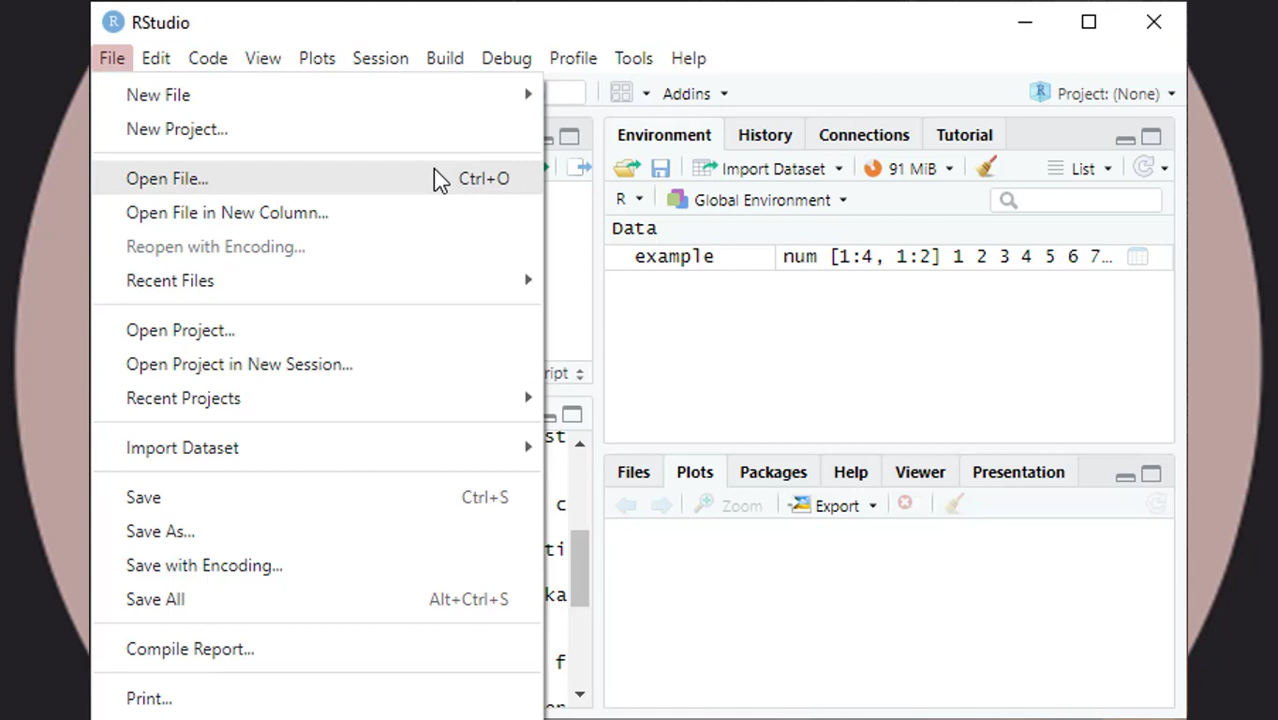 RStudio
File Edit Code View Plots Session Build Debug Profile Tools Help
New File
New Project...
Open File... Ctrl+O
Open File in New Column...
Reopen with Encoding...
Recent Files
Open Project...
Open Project in New Session...
Recent Projects
Import Dataset
Save Ctrl+S
Save As...
Save with Encoding...
Save All Alt+Ctrl+S
Compile Report...
Print...
ript
st
c
ti
ka
f
Addins
R Project: (None)
Environment History Connections Tutorial
Import Dataset 91 MiB List
R Global Environment
Data
example num [1:4, 1:2] 1 2 3 4 5 6 7...
Files Plots Packages Help Viewer Presentation
Zoom Export